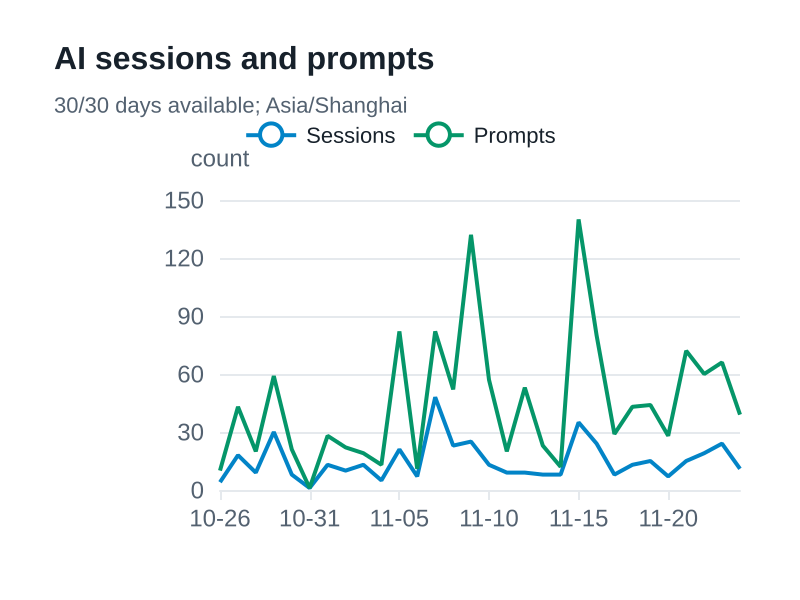 AI sessions and prompts
30/30 days available; Asia/Shanghai
Sessions Prompts
count
150
120
90
60
30
0
10-26 10-31 11-05 11-10 11-15 11-20